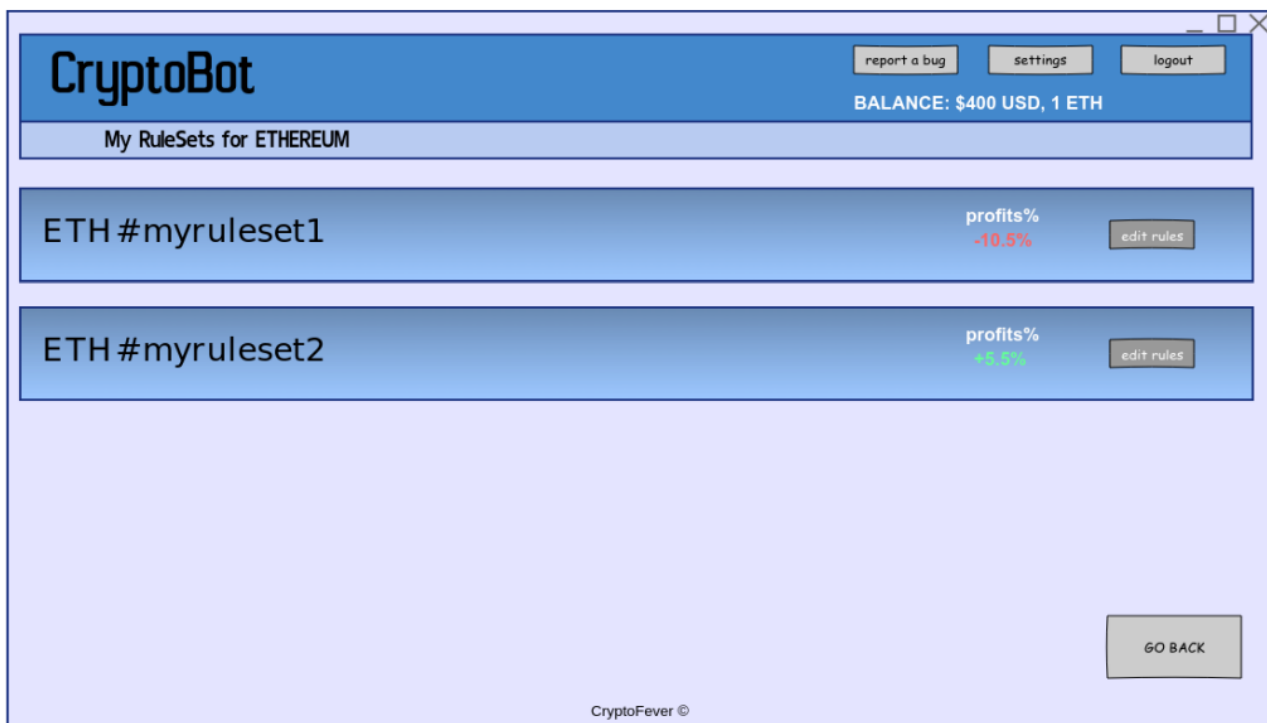 CryptoBot
report a bug
settings
logout
BALANCE: $400 USD, 1 ETH
My RuleSets for ETHEREUM
ETH #myruleset1
profits%
-10.5%
edit rules
ETH #myruleset2
profits%
+5.5%
edit rules
GO BACK
CryptoFever ©